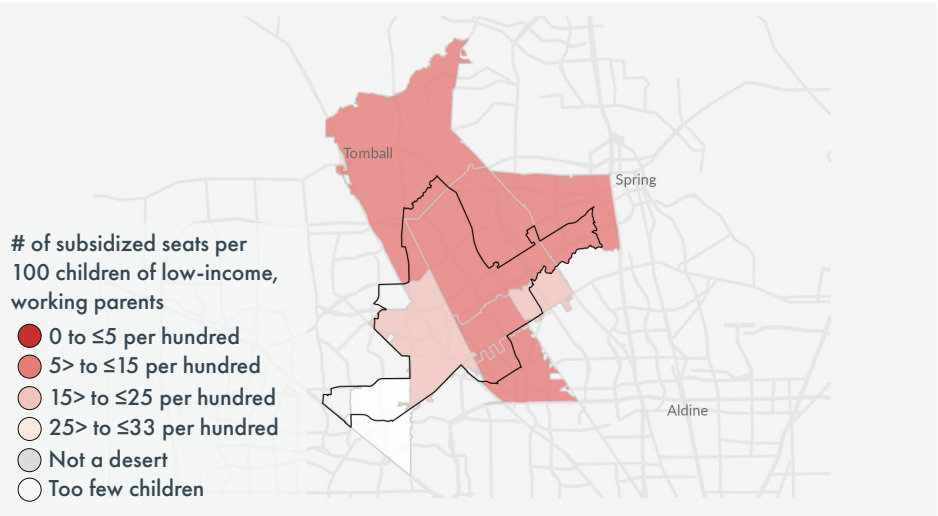 Tomball
Spring
# of subsidized seats per
100 children of low-income,
working parents
0 to ≤5 per hundred
5> to ≤15 per hundred
15> to ≤25 per hundred
25> to ≤33 per hundred
Not a desert
Too few children
Aldine